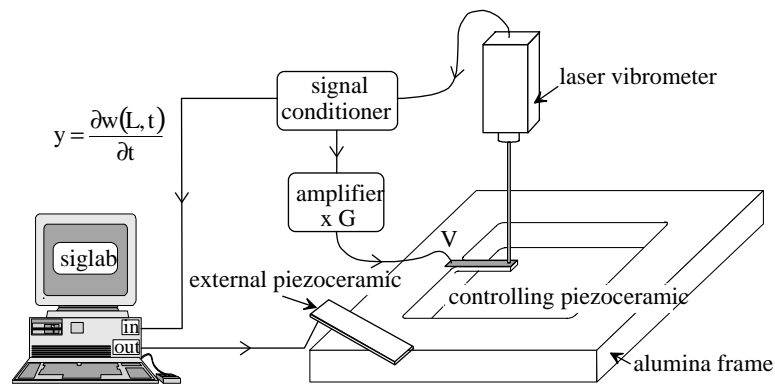 laser vibrometer
signal
conditioner
y = ∂w(L,t)/∂t
amplifier
x G
V
siglab
external piezoceramic
controlling piezoceramic
in
out
alumina frame